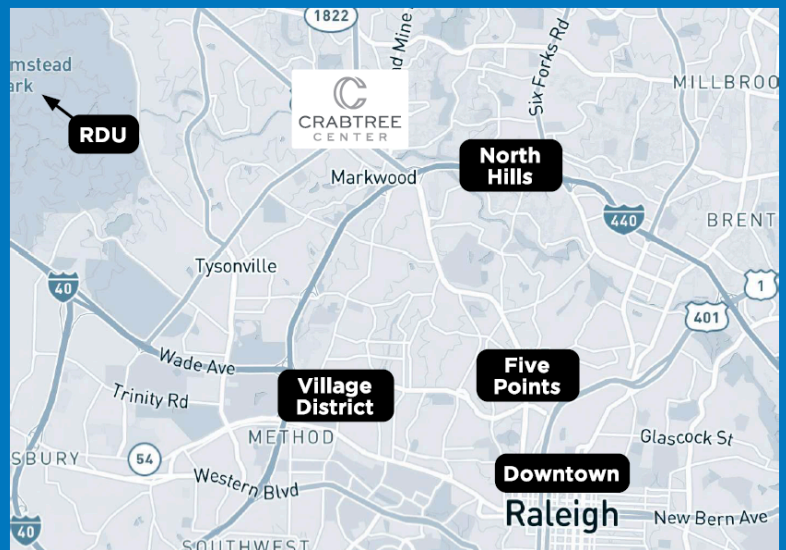 1822
mstead
ark
d Mine
Six Forks Rd
MILLBROO
RDU
CRABTREE
CENTER
North
Hills
Markwood
440
BRENT
Tysonville
40
1
401
Wade Ave
Five
Points
Village
District
Trinity Rd
METHOD
Glascock St
SBURY
54
Western Blvd
Downtown
Raleigh
New Bern Ave
40
SOUTHWEST